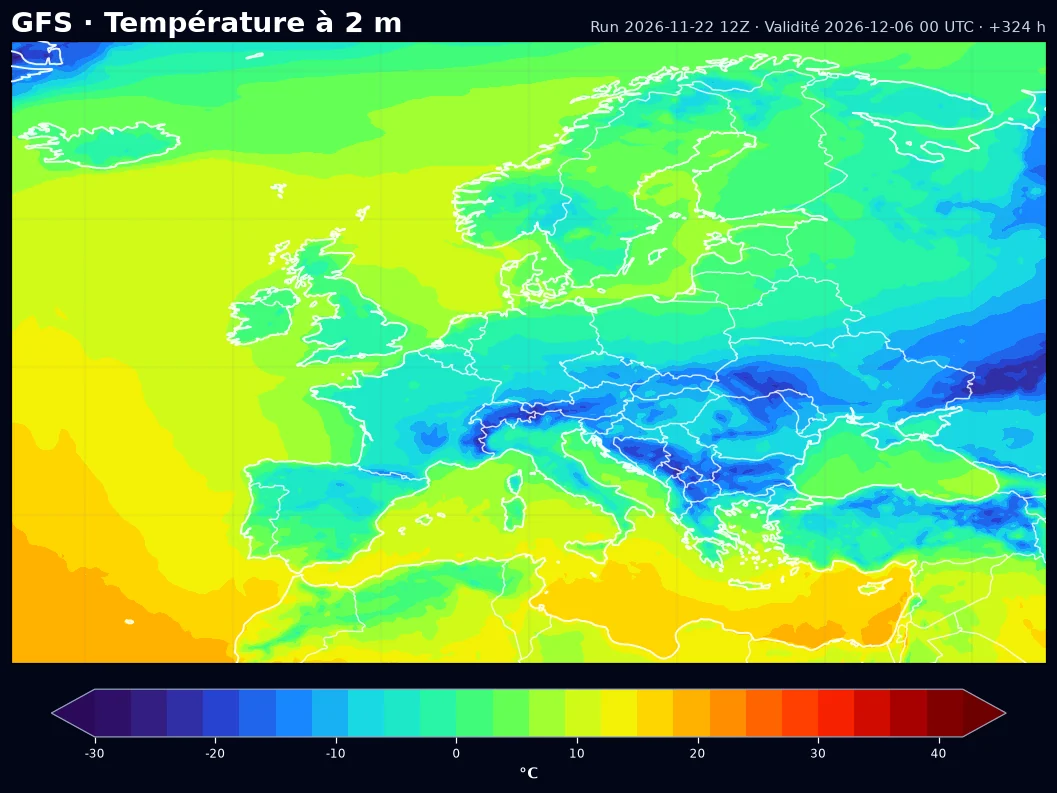 GFS · Température à 2 m
Run 2026-11-22 12Z · Validité 2026-12-06 00 UTC · +324 h
-30 -20 -10 0 10 20 30 40
°C